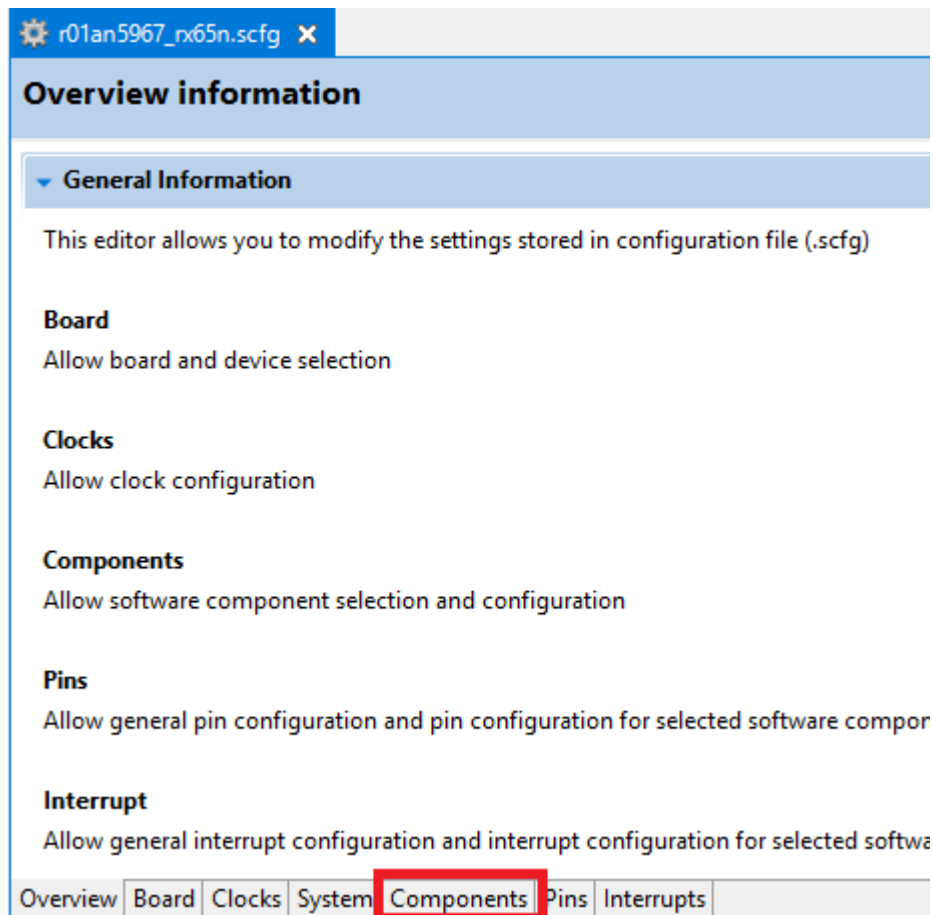 r01an5967_rx65n.scfg
Overview information
General Information
This editor allows you to modify the settings stored in configuration file (.scfg)
Board
Allow board and device selection
Clocks
Allow clock configuration
Components
Allow software component selection and configuration
Pins
Allow general pin configuration and pin configuration for selected software compon
Interrupt
Allow general interrupt configuration and interrupt configuration for selected softwa
Overview Board Clocks System Components Pins Interrupts